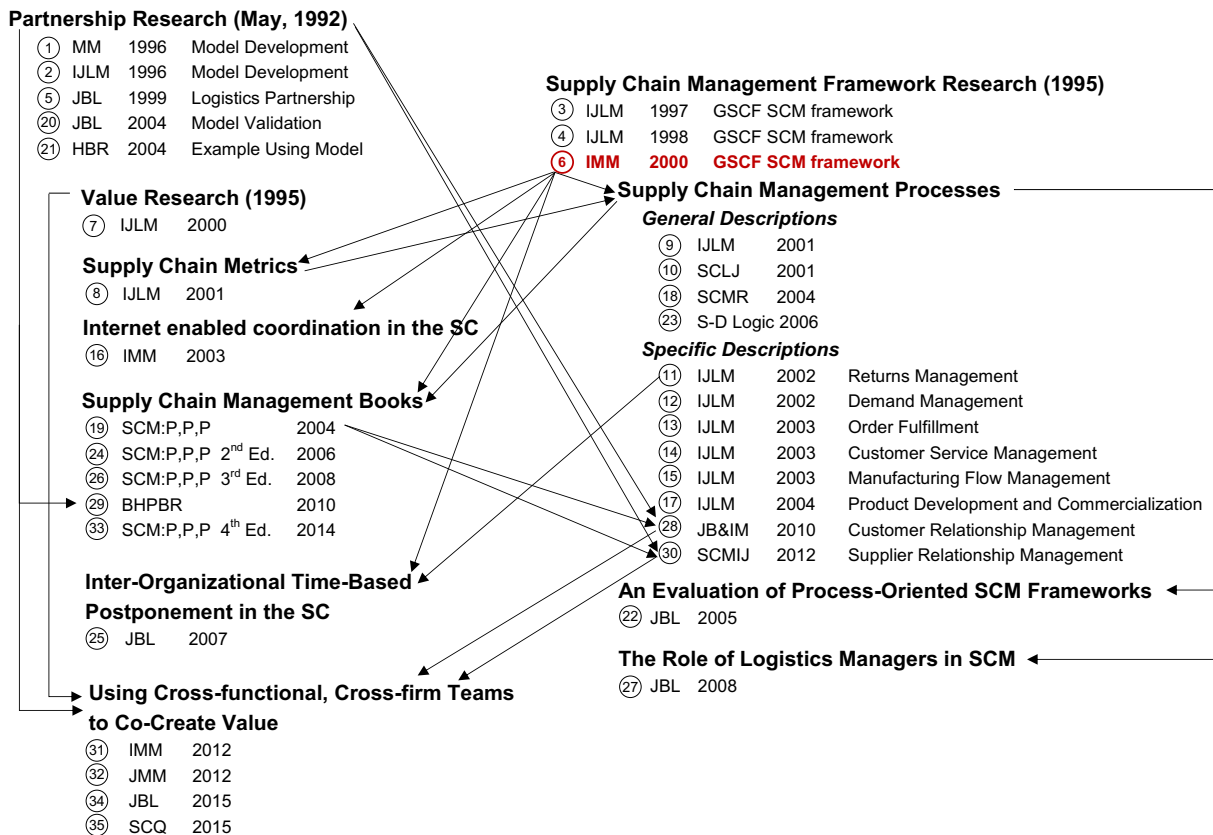 Partnership Research (May, 1992)
1 MM 1996 Model Development
2 IJLM 1996 Model Development
5 JBL 1999 Logistics Partnership
20 JBL 2004 Model Validation
21 HBR 2004 Example Using Model
Value Research (1995)
7 IJLM 2000
Supply Chain Metrics
8 IJLM 2001
Internet enabled coordination in the SC
16 IMM 2003
Supply Chain Management Books
19 SCM:P,P,P 2004
24 SCM:P,P,P 2nd Ed. 2006
26 SCM:P,P,P 3rd Ed. 2008
29 BHPBR 2010
33 SCM:P,P,P 4th Ed. 2014
Inter-Organizational Time-Based
Postponement in the SC
25 JBL 2007
Using Cross-functional, Cross-firm Teams
to Co-Create Value
31 IMM 2012
32 JMM 2012
34 JBL 2015
35 SCQ 2015
Supply Chain Management Framework Research (1995)
3 IJLM 1997 GSCF SCM framework
4 IJLM 1998 GSCF SCM framework
6 IMM 2000 GSCF SCM framework
Supply Chain Management Processes
General Descriptions
9 IJLM 2001
10 SCLJ 2001
18 SCMR 2004
23 S-D Logic 2006
Specific Descriptions
11 IJLM 2002 Returns Management
12 IJLM 2002 Demand Management
13 IJLM 2003 Order Fulfillment
14 IJLM 2003 Customer Service Management
15 IJLM 2003 Manufacturing Flow Management
17 IJLM 2004 Product Development and Commercialization
28 JB&IM 2010 Customer Relationship Management
30 SCMIJ 2012 Supplier Relationship Management
An Evaluation of Process-Oriented SCM Frameworks
22 JBL 2005
The Role of Logistics Managers in SCM
27 JBL 2008